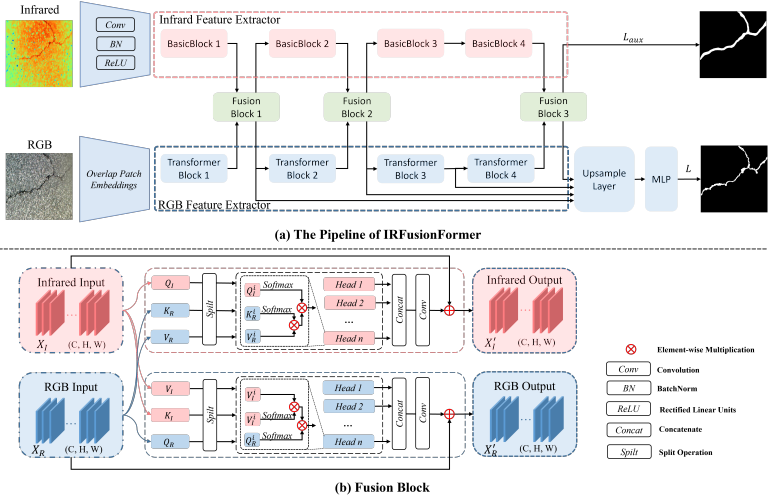 Infrared
Conv
BN
ReLU
Infrard Feature Extractor
BasicBlock 1
BasicBlock 2
BasicBlock 3
BasicBlock 4
L_aux
Fusion
Block 1
Fusion
Block 2
Fusion
Block 3
RGB
Overlap Patch
Embeddings
Transformer
Block 1
Transformer
Block 2
Transformer
Block 3
Transformer
Block 4
RGB Feature Extractor
Upsample
Layer
MLP
L
(a) The Pipeline of IRFusionFormer
Infrared Input
X_I
(C, H, W)
Q_I
K_R
V_R
Spilt
Q_I^i
Softmax
K_R^i
Softmax
V_R^i
Head 1
Head 2
...
Head n
Concat
Conv
Infrared Output
X_I'
(C, H, W)
RGB Input
X_R
(C, H, W)
V_I
K_I
Q_R
Spilt
V_I^i
V_I^i
Softmax
Q_R^i
Softmax
Head 1
Head 2
...
Head n
Concat
Conv
RGB Output
X_R'
(C, H, W)
Element-wise Multiplication
Conv Convolution
BN BatchNorm
ReLU Rectified Linear Units
Concat Concatenate
Spilt Split Operation
(b) Fusion Block